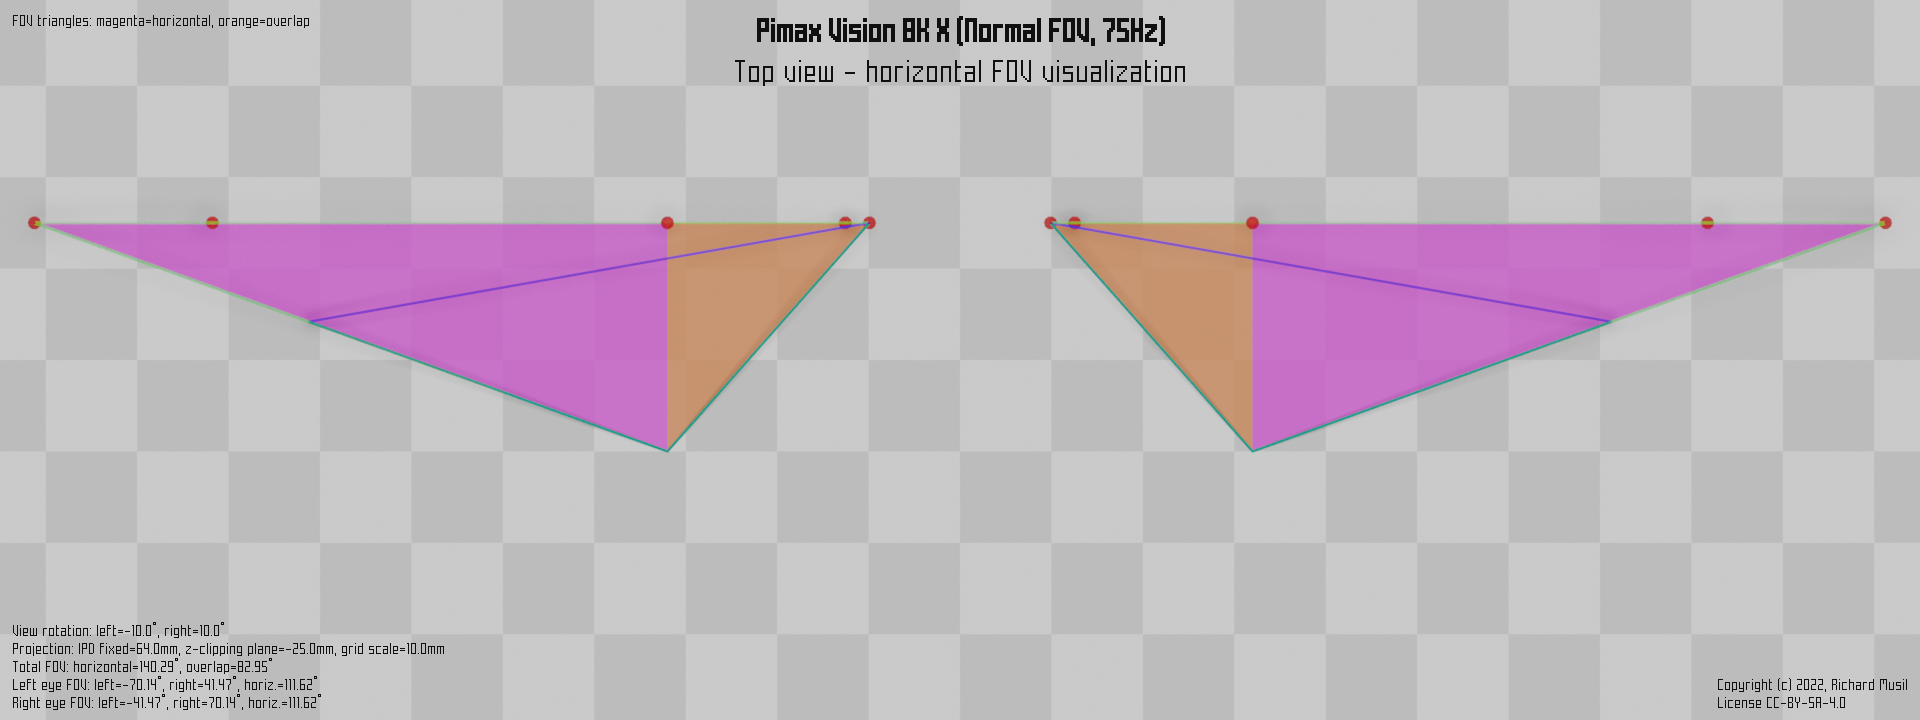 FOV triangles: magenta=horizontal, orange=overlap
Pimax Vision 8K X (Normal FOV, 75Hz)
Top view - horizontal FOV visualization
View rotation: left=-10.0°, right=10.0°
Projection: IPD fixed=64.0mm, z-clipping plane=-25.0mm, grid scale=10.0mm
Total FOV: horizontal=140.29°, overlap=82.95°
Left eye FOV: left=-70.14°, right=41.47°, horiz.=111.62°
Right eye FOV: left=-41.47°, right=70.14°, horiz.=111.62°
Copyright (c) 2022, Richard Musil
License CC-BY-SA-4.0